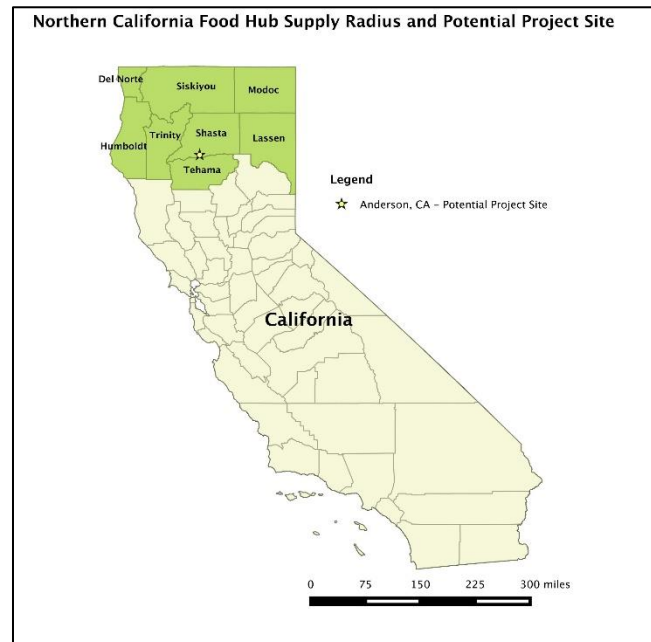 Northern California Food Hub Supply Radius and Potential Project Site
Del Norte
Siskiyou
Modoc
Humboldt
Trinity
Shasta
Lassen
Tehama
Legend
Anderson, CA – Potential Project Site
California
0 75 150 225 300 miles